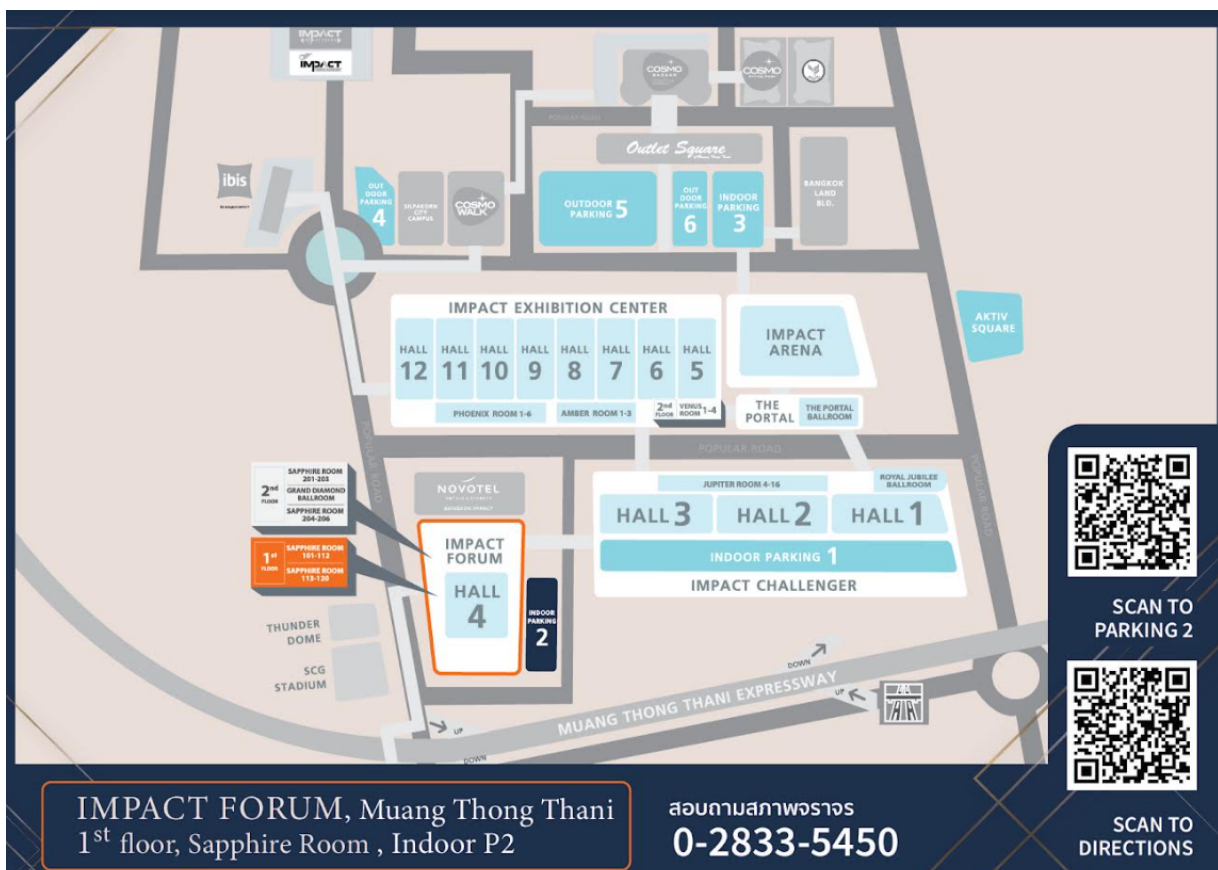 IMPACT
IMPACT
COSMO
BAZAAR
COSMO
POPULAR ROAD
Outlet Square
ibis
OUT
DOOR
PARKING
4
SILPAKORN
CITY
CAMPUS
COSMO
WALK
OUTDOOR
PARKING 5
OUT
DOOR
PARKING
6
INDOOR
PARKING
3
BANGKOK
LAND
BLD.
AKTIV
SQUARE
IMPACT EXHIBITION CENTER
HALL
12
HALL
11
HALL
10
HALL
9
HALL
8
HALL
7
HALL
6
HALL
5
PHOENIX ROOM 1-6
AMBER ROOM 1-3
2nd
FLOOR
VENUS
ROOM 1-4
IMPACT
ARENA
THE
PORTAL
THE PORTAL
BALLROOM
POPULAR ROAD
POPULAR ROAD
POPULAR ROAD
2nd
FLOOR
SAPPHIRE ROOM
201-203
GRAND DIAMOND
BALLROOM
SAPPHIRE ROOM
204-206
1st
FLOOR
SAPPHIRE ROOM
101-112
SAPPHIRE ROOM
113-120
NOVOTEL
HOTELS & RESORTS
BANGKOK IMPACT
IMPACT
FORUM
HALL
4
INDOOR
PARKING
2
JUPITER ROOM 4-16
ROYAL JUBILEE
BALLROOM
HALL 3
HALL 2
HALL 1
INDOOR PARKING 1
IMPACT CHALLENGER
THUNDER
DOME
SCG
STADIUM
UP
DOWN
MUANG THONG THANI EXPRESSWAY
DOWN
UP
SCAN TO
PARKING 2
SCAN TO
DIRECTIONS
IMPACT FORUM, Muang Thong Thani
1st floor, Sapphire Room , Indoor P2
สอบถามสภาพจราจร
0-2833-5450